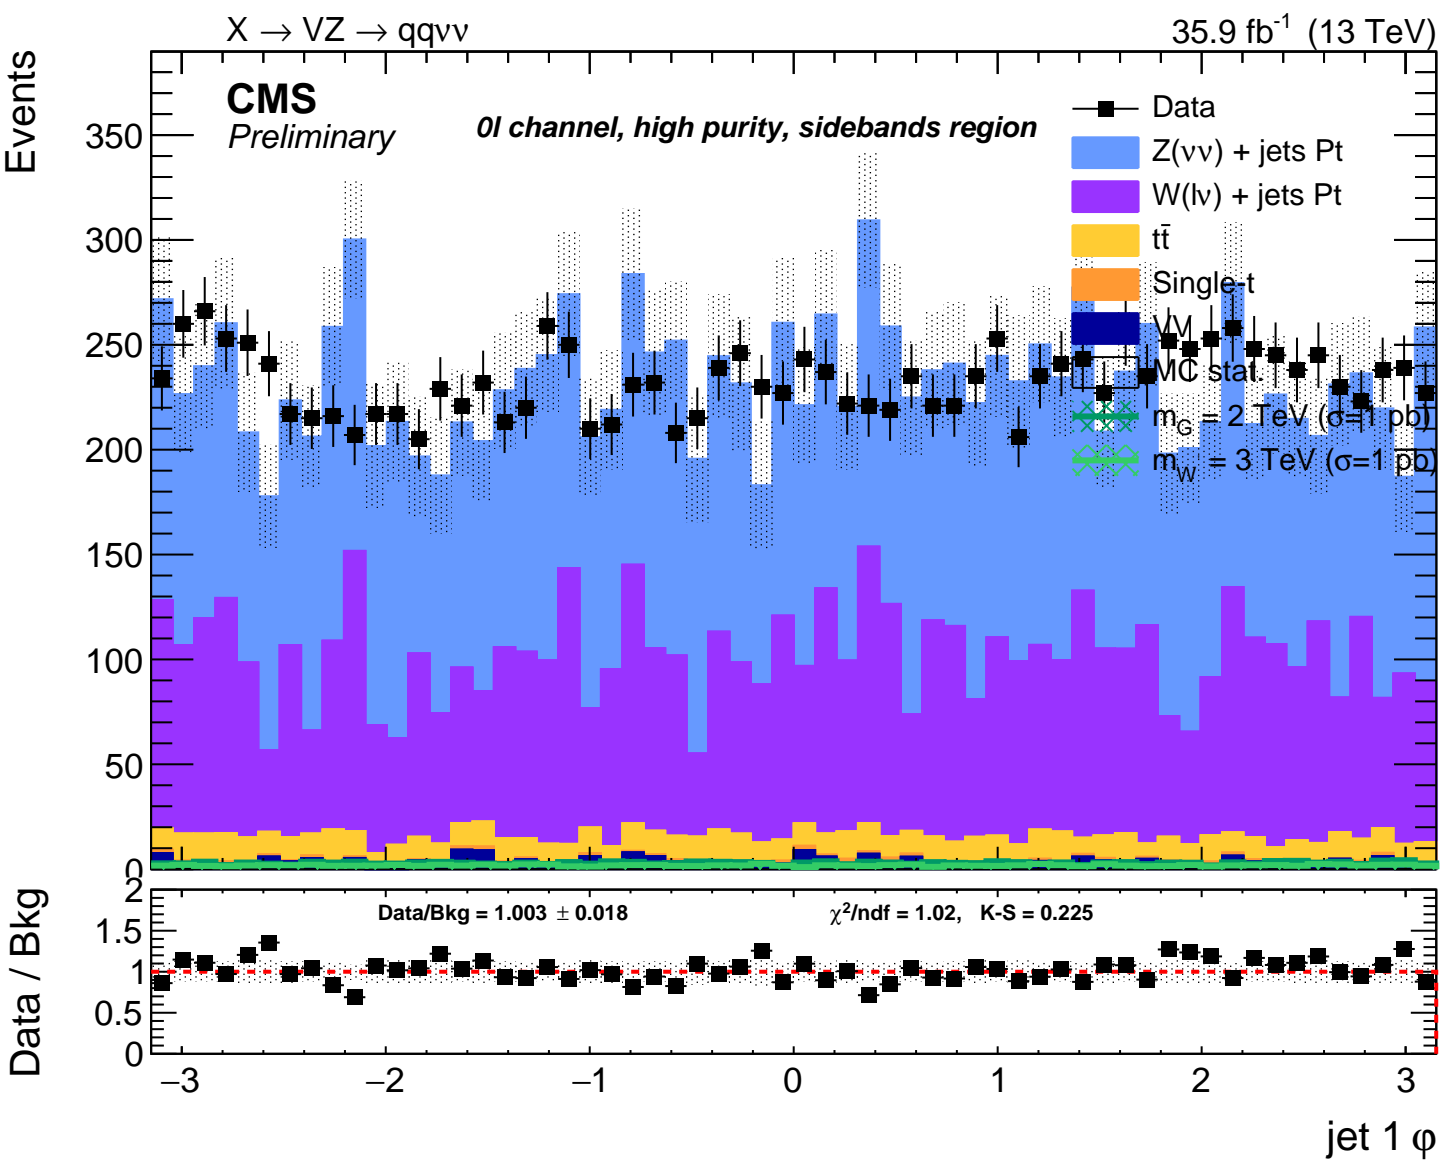 X → VZ → qqνν
35.9 fb⁻¹ (13 TeV)
Events
CMS
Preliminary
0l channel, high purity, sidebands region
Data
Z(νν) + jets Pt
W(lν) + jets Pt
tt̄
Single-t
VV
MC stat.
m_G = 2 TeV (σ=1 pb)
m_W = 3 TeV (σ=1 pb)
350
300
250
200
150
100
50
0
Data / Bkg
2
1.5
1
0.5
0
Data/Bkg = 1.003 ± 0.018
χ²/ndf = 1.02, K-S = 0.225
−3 −2 −1 0 1 2 3
jet 1 φ